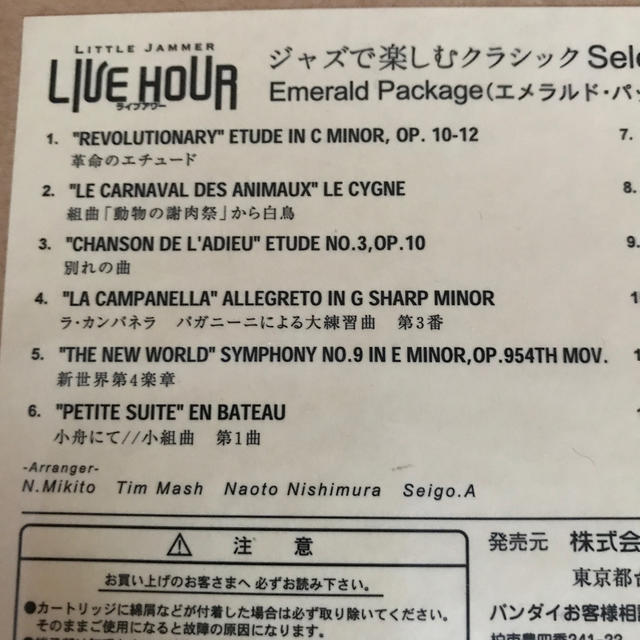 LITTLE JAMMER
LIVE HOUR
ライブアワー
ジャズで楽しむクラシック Sele
Emerald Package(エメラルド・パッ
1. "REVOLUTIONARY" ETUDE IN C MINOR, OP. 10-12
革命のエチュード
2. "LE CARNAVAL DES ANIMAUX" LE CYGNE
組曲「動物の謝肉祭」から白鳥
3. "CHANSON DE L'ADIEU" ETUDE NO.3,OP.10
別れの曲
4. "LA CAMPANELLA" ALLEGRETO IN G SHARP MINOR
ラ・カンパネラ パガニーニによる大練習曲 第3番
5. "THE NEW WORLD" SYMPHONY NO.9 IN E MINOR,OP.954TH MOV.
新世界第4楽章
6. "PETITE SUITE" EN BATEAU
小舟にて//小組曲 第1曲
7.
8.
9.
-Arranger-
N.Mikito Tim Mash Naoto Nishimura Seigo.A
注意
お買い上げのお客さまへ 必ずお読み下さい。
●カートリッジに綿屑などが付着した場合は必ず取り除いてください。
そのままご使用になると故障の原因になります。
発売元 株式会
東京都台
バンダイお客様相
柏市豊四季241-22